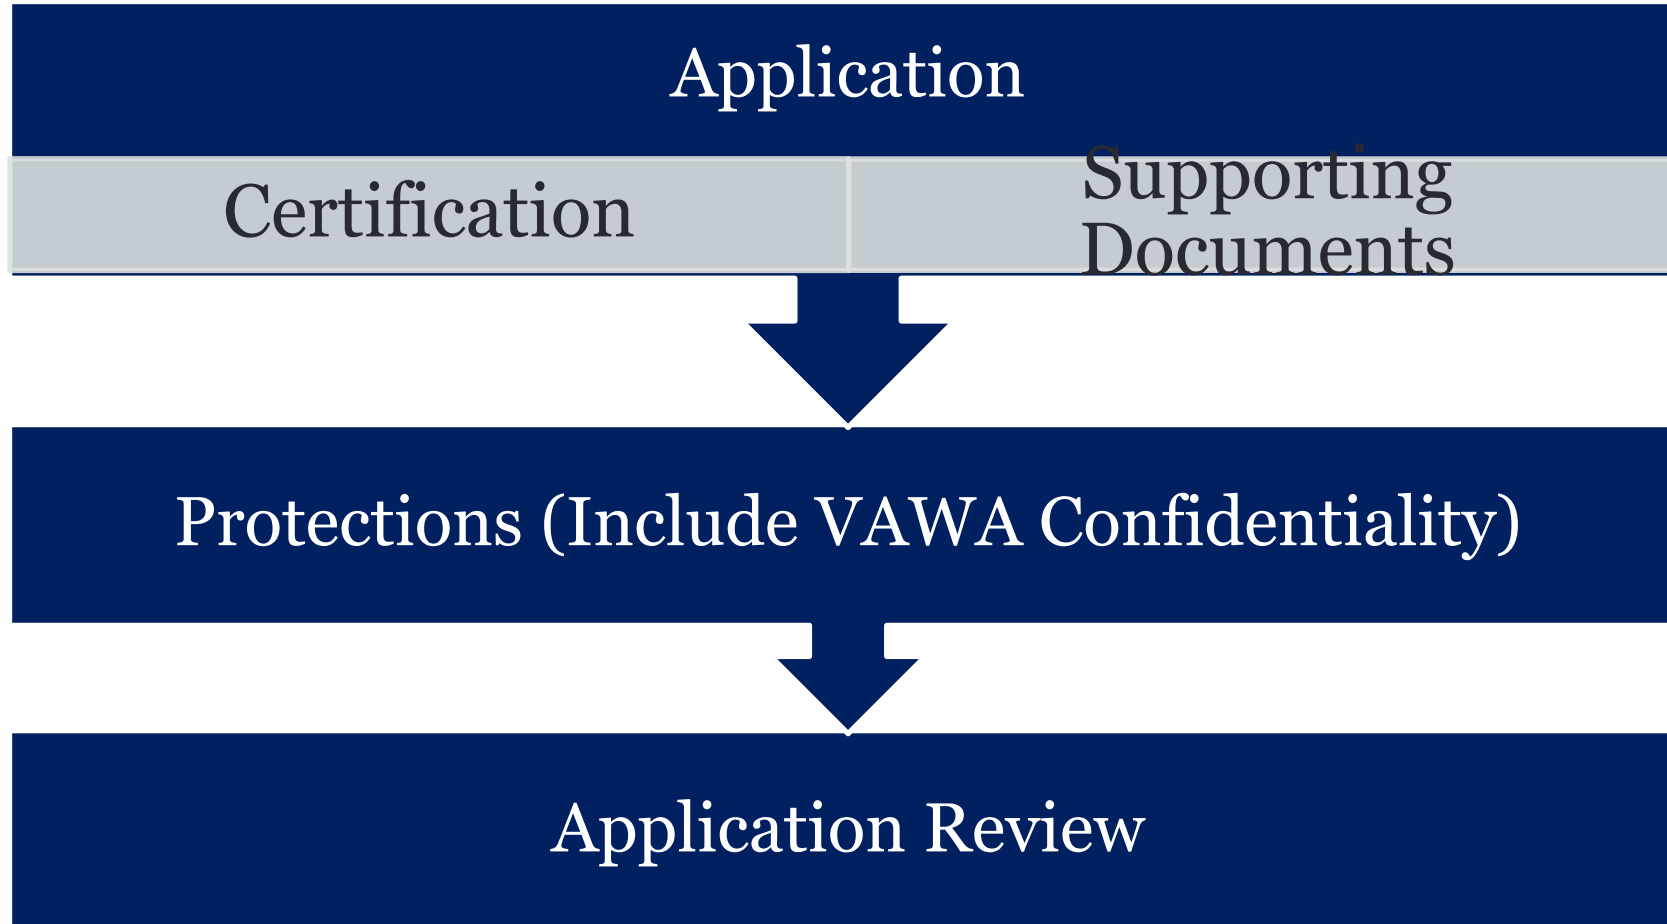 Application
Certification
Supporting
Documents
Protections (Include VAWA Confidentiality)
Application Review